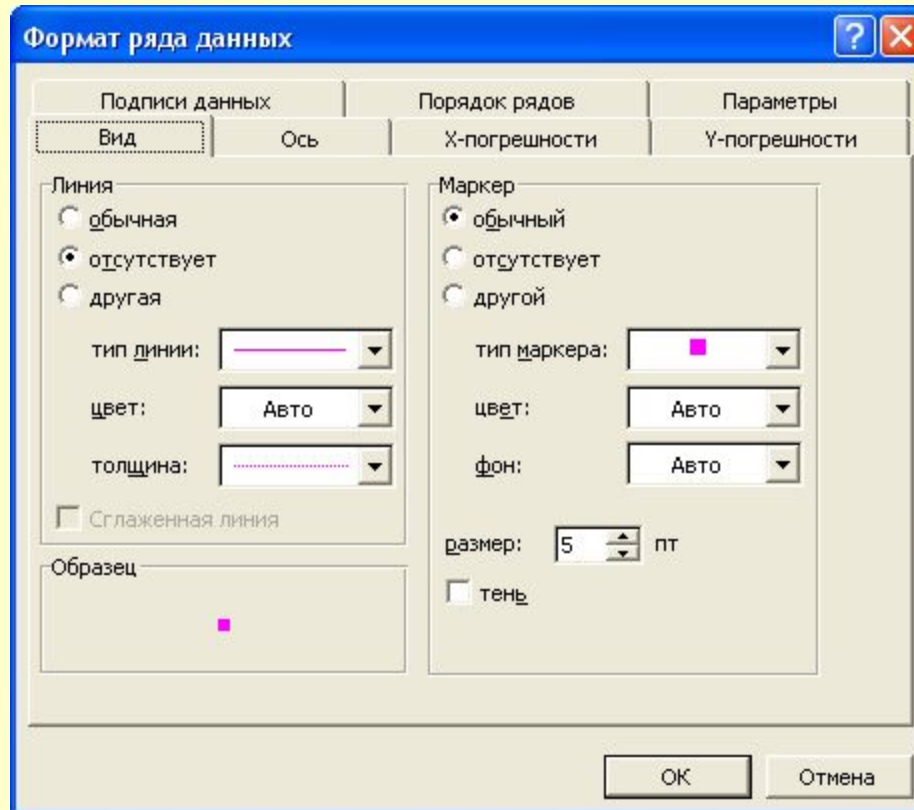 Формат ряда данных
Подписи данных Порядок рядов Параметры
Вид Ось X-погрешности Y-погрешности
Линия
обычная
отсутствует
другая
тип линии:
цвет: Авто
толщина:
Сглаженная линия
Образец
Маркер
обычный
отсутствует
другой
тип маркера:
цвет: Авто
фон: Авто
размер: 5 пт
тень
ОК Отмена